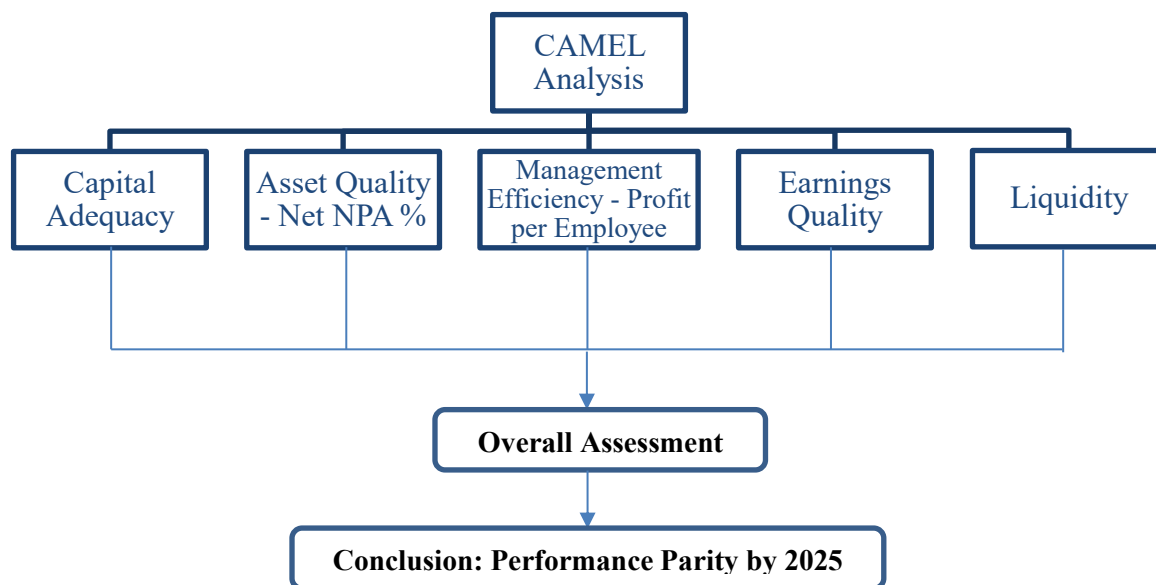 CAMEL
Analysis
Capital
Adequacy
Asset Quality
- Net NPA %
Management
Efficiency - Profit
per Employee
Earnings
Quality
Liquidity
Overall Assessment
Conclusion: Performance Parity by 2025